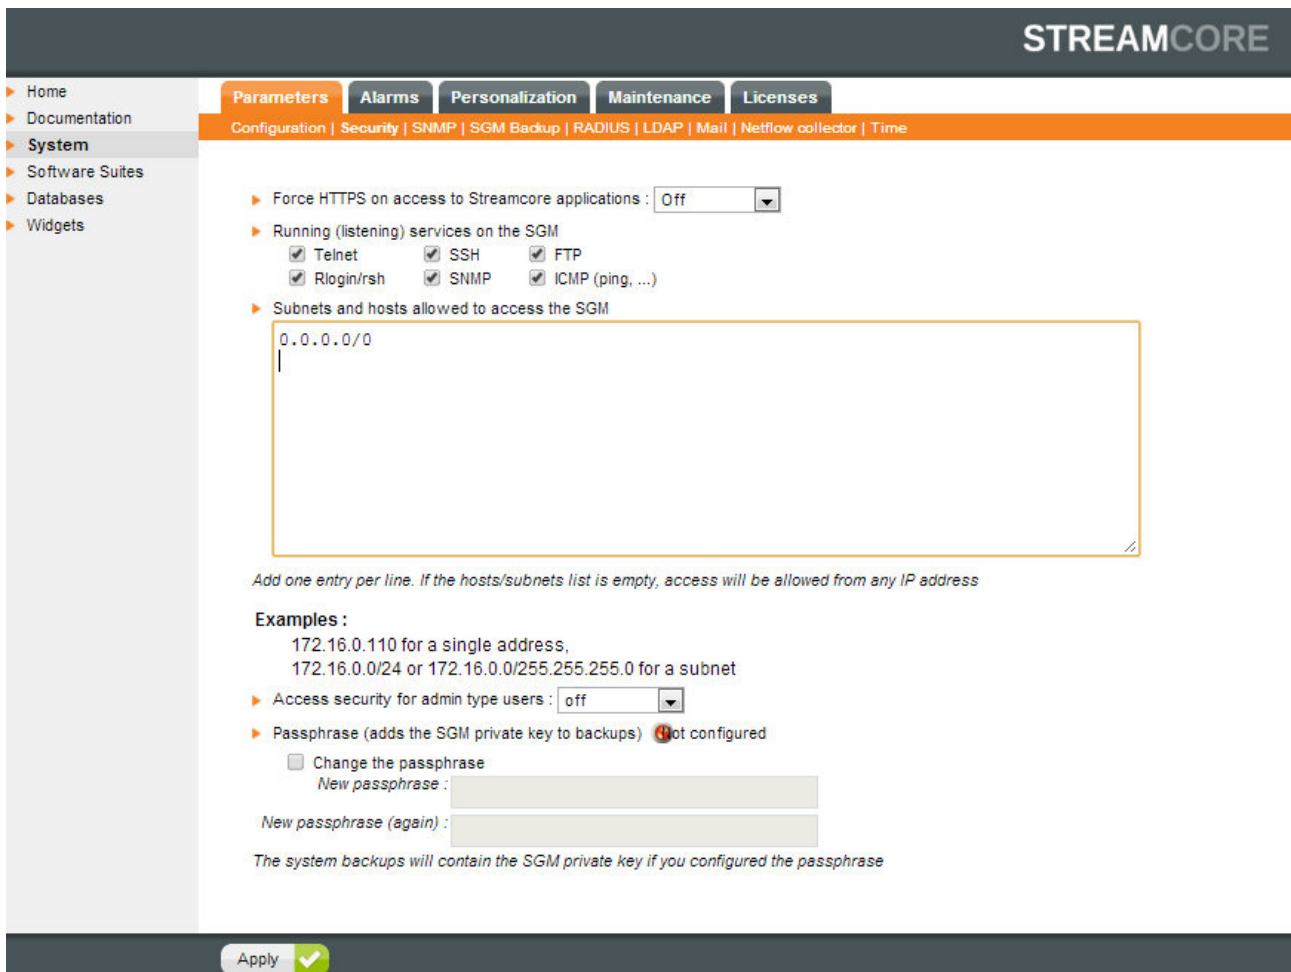 STREAMCORE
Home
Documentation
System
Software Suites
Databases
Widgets
Parameters Alarms Personalization Maintenance Licenses
Configuration | Security | SNMP | SGM Backup | RADIUS | LDAP | Mail | Netflow collector | Time
Force HTTPS on access to Streamcore applications : Off
Running (listening) services on the SGM
Telnet SSH FTP
Rlogin/rsh SNMP ICMP (ping, ...)
Subnets and hosts allowed to access the SGM
0.0.0.0/0
Add one entry per line. If the hosts/subnets list is empty, access will be allowed from any IP address
Examples :
172.16.0.110 for a single address,
172.16.0.0/24 or 172.16.0.0/255.255.255.0 for a subnet
Access security for admin type users : off
Passphrase (adds the SGM private key to backups) ot configured
Change the passphrase
New passphrase :
New passphrase (again) :
The system backups will contain the SGM private key if you configured the passphrase
Apply